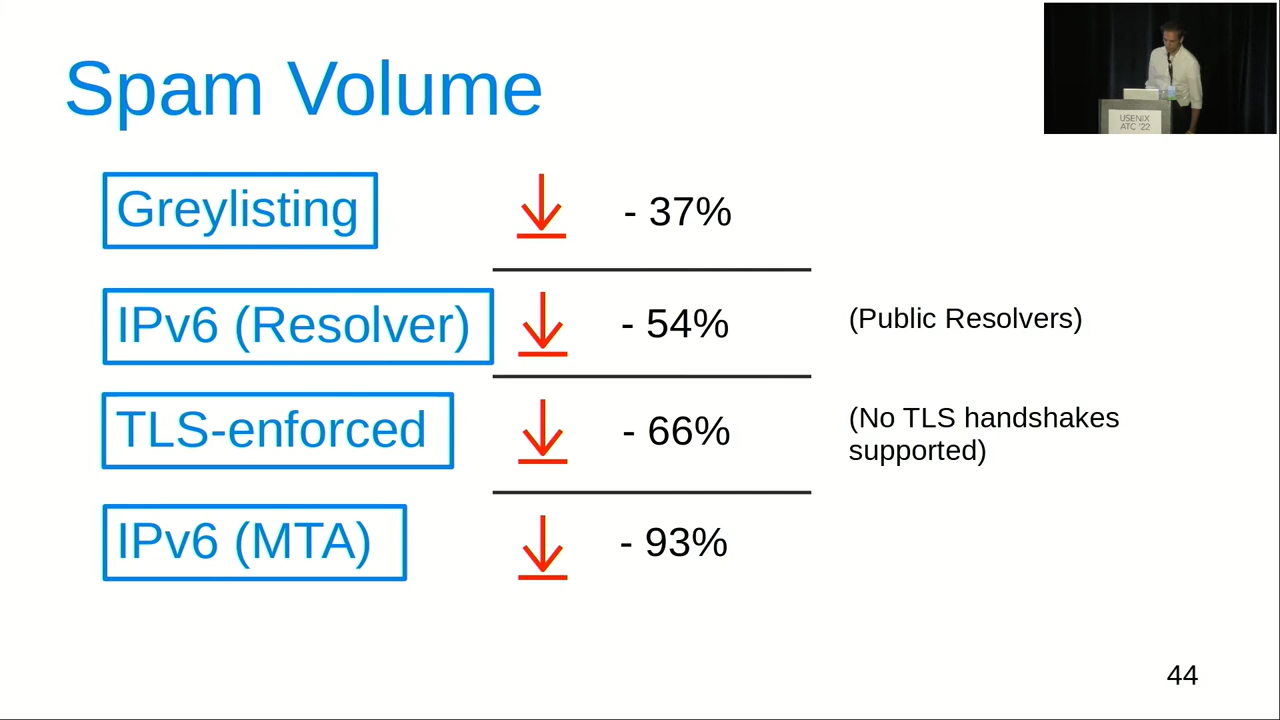 Spam Volume
USENIX
ATC '22
Greylisting
- 37%
IPv6 (Resolver)
- 54%
(Public Resolvers)
TLS-enforced
- 66%
(No TLS handshakes
supported)
IPv6 (MTA)
- 93%
44